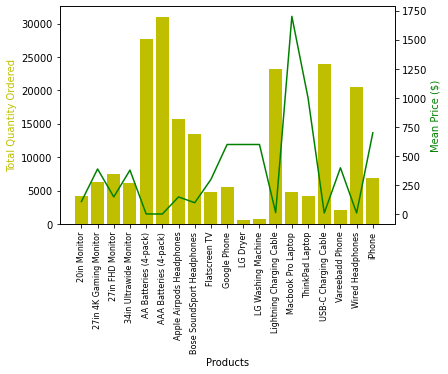 30000
25000
20000
15000
10000
5000
0
Total Quantity Ordered
1750
1500
1250
1000
750
500
250
0
Mean Price ($)
20in Monitor
27in 4K Gaming Monitor
27in FHD Monitor
34in Ultrawide Monitor
AA Batteries (4-pack)
AAA Batteries (4-pack)
Apple Airpods Headphones
Bose SoundSport Headphones
Flatscreen TV
Google Phone
LG Dryer
LG Washing Machine
Lightning Charging Cable
Macbook Pro Laptop
ThinkPad Laptop
USB-C Charging Cable
Vareebadd Phone
Wired Headphones
iPhone
Products